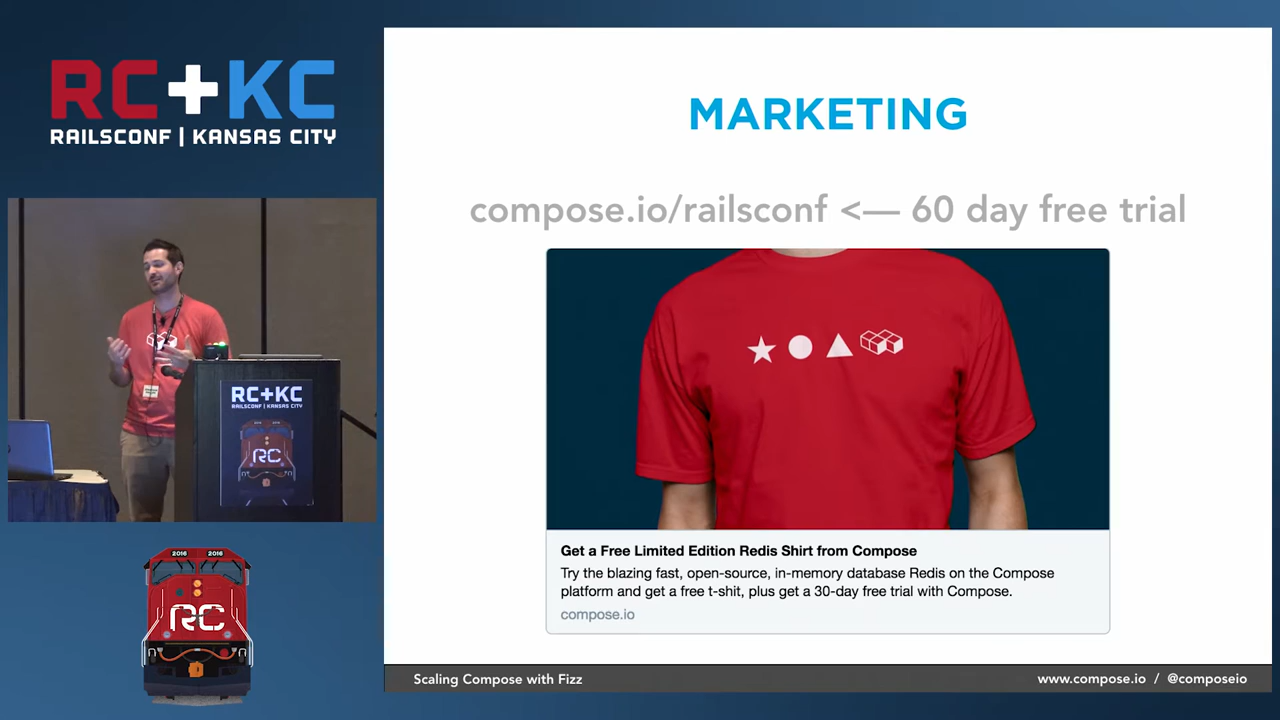 RC+KC
RAILSCONF | KANSAS CITY
MARKETING
compose.io/railsconf <— 60 day free trial
Get a Free Limited Edition Redis Shirt from Compose
Try the blazing fast, open-source, in-memory database Redis on the Compose
platform and get a free t-shit, plus get a 30-day free trial with Compose.
compose.io
RC+KC
RAILSCONF | KANSAS CITY
RC
2016 2016
RC
Scaling Compose with Fizz
www.compose.io / @composeio